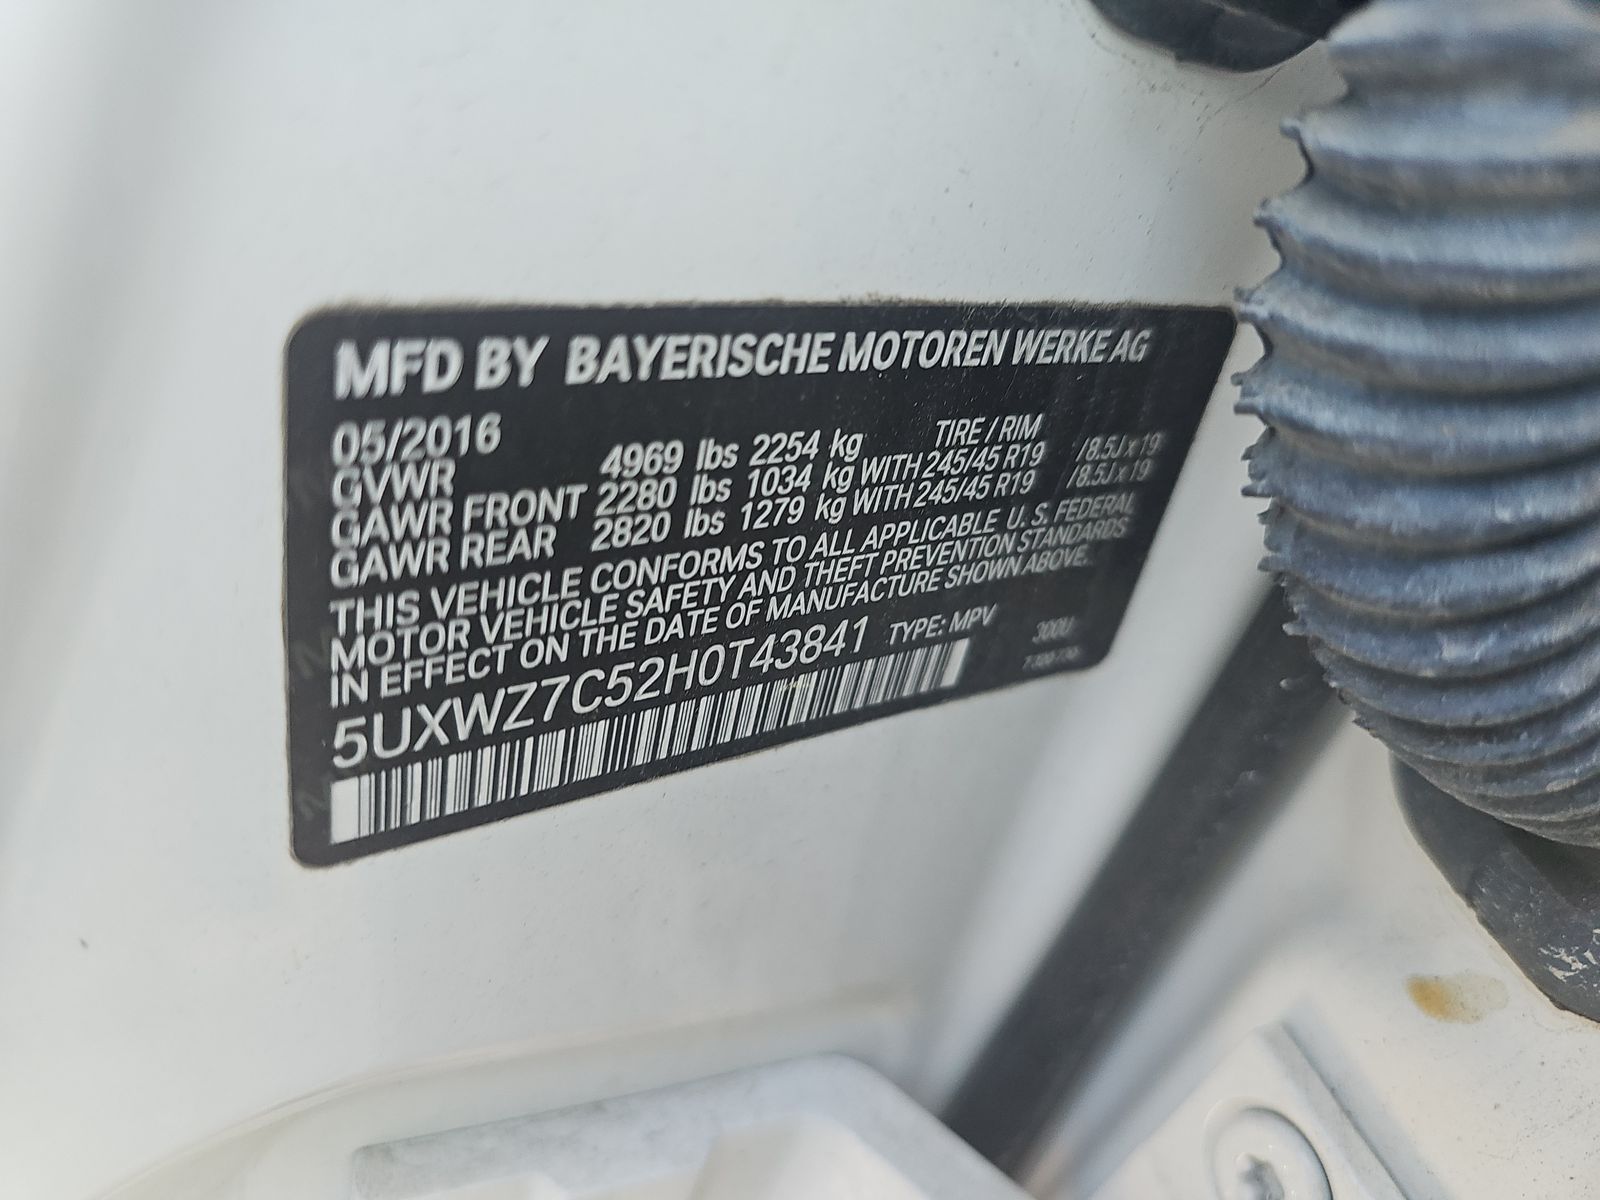 MFD BY BAYERISCHE MOTOREN WERKE AG
05/2016
GVWR 4969 lbs 2254 kg TIRE / RIM
GAWR FRONT 2280 lbs 1034 kg WITH 245/45 R19 /8.5J x 19
GAWR REAR 2820 lbs 1279 kg WITH 245/45 R19 /8.5J x 19
THIS VEHICLE CONFORMS TO ALL APPLICABLE U. S. FEDERAL
MOTOR VEHICLE SAFETY AND THEFT PREVENTION STANDARDS
IN EFFECT ON THE DATE OF MANUFACTURE SHOWN ABOVE.
5UXWZ7C52H0T43841 TYPE: MPV 300U